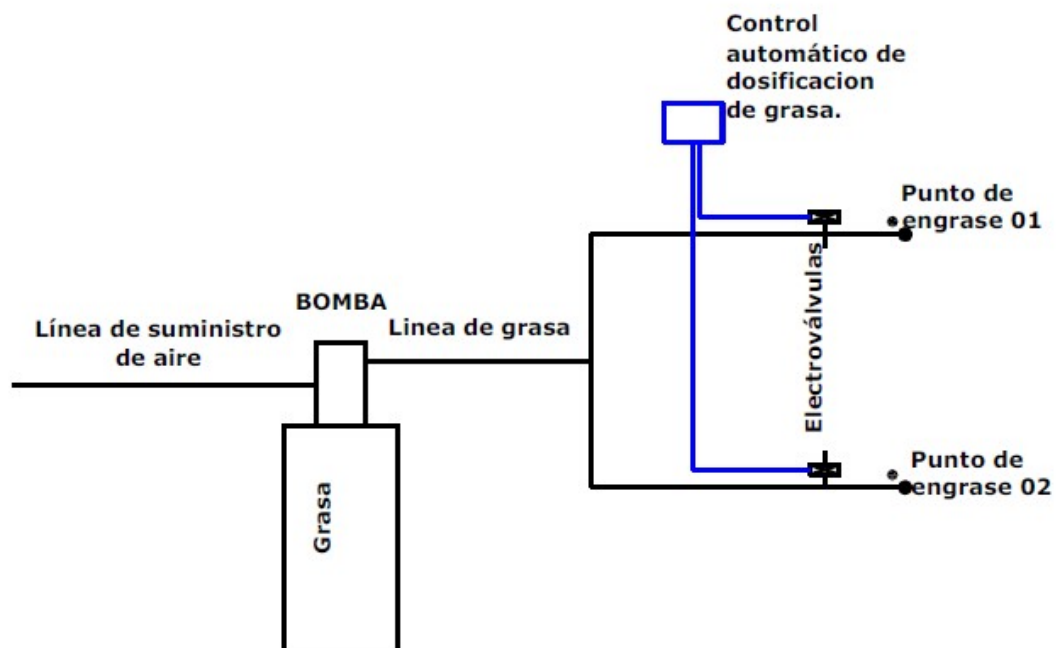 Control
automático de
dosificacion
de grasa.
Punto de
engrase 01
BOMBA
Línea de suministro
de aire
Linea de grasa
Electroválvulas
Punto de
engrase 02
Grasa